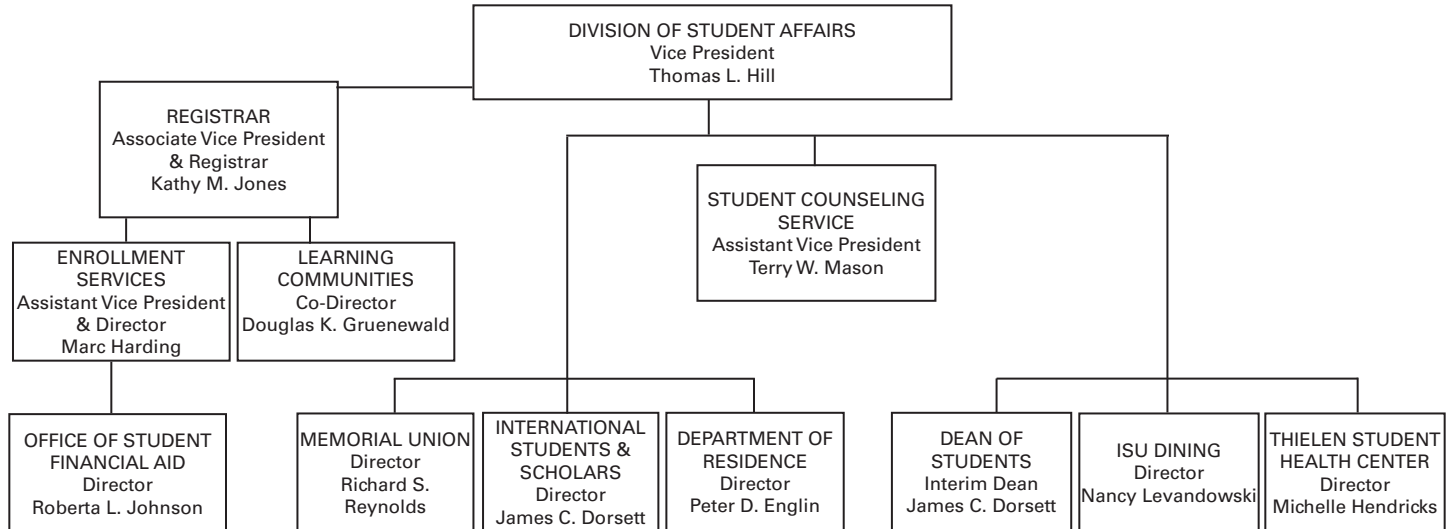 DIVISION OF STUDENT AFFAIRS
Vice President
Thomas L. Hill
REGISTRAR
Associate Vice President
& Registrar
Kathy M. Jones
STUDENT COUNSELING
SERVICE
Assistant Vice President
Terry W. Mason
ENROLLMENT
SERVICES
Assistant Vice President
& Director
Marc Harding
LEARNING
COMMUNITIES
Co-Director
Douglas K. Gruenewald
OFFICE OF STUDENT
FINANCIAL AID
Director
Roberta L. Johnson
MEMORIAL UNION
Director
Richard S.
Reynolds
INTERNATIONAL
STUDENTS &
SCHOLARS
Director
James C. Dorsett
DEPARTMENT OF
RESIDENCE
Director
Peter D. Englin
DEAN OF
STUDENTS
Interim Dean
James C. Dorsett
ISU DINING
Director
Nancy Levandowski
THIELEN STUDENT
HEALTH CENTER
Director
Michelle Hendricks